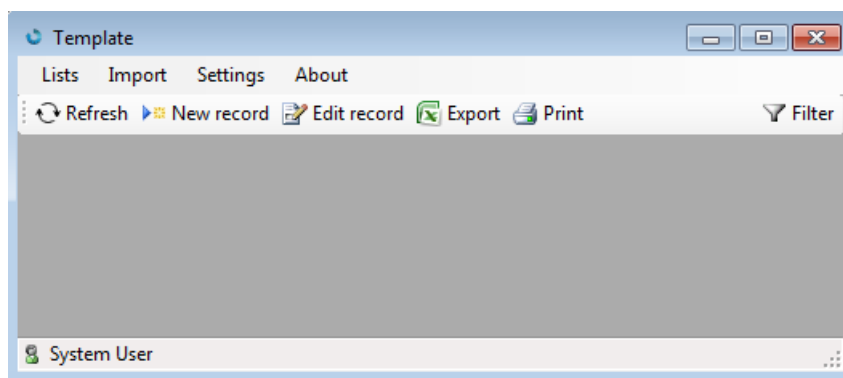 Template
Lists Import Settings About
Refresh New record Edit record Export Print Filter
System User